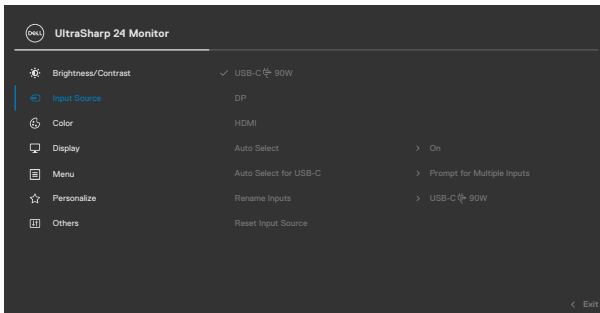 DELL UltraSharp 24 Monitor
Brightness/Contrast USB-C 90W
Input Source DP
Color HDMI
Display Auto Select On
Menu Auto Select for USB-C Prompt for Multiple Inputs
Personalize Rename Inputs USB-C 90W
Others Reset Input Source
Exit